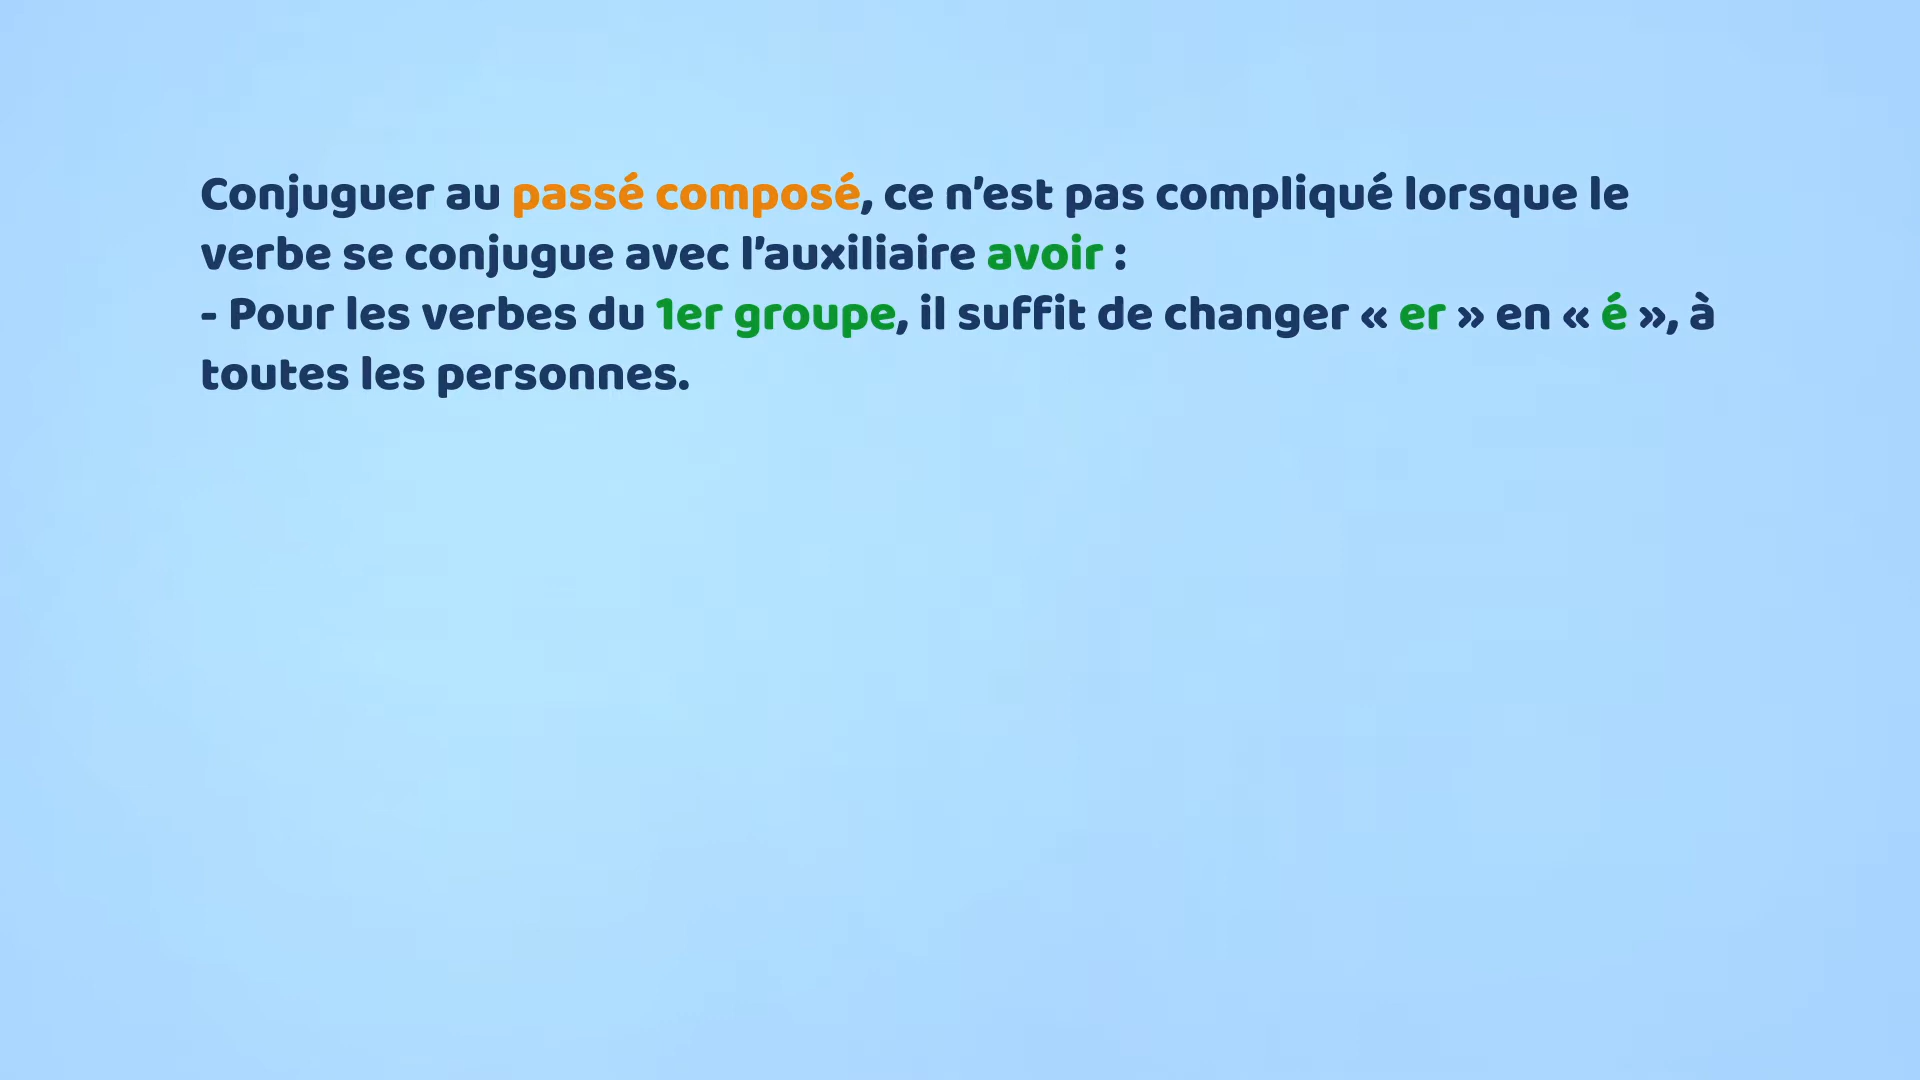 Conjuguer au passé composé, ce n’est pas compliqué lorsque le
verbe se conjugue avec l’auxiliaire avoir :
- Pour les verbes du 1er groupe, il suffit de changer « er » en « é », à
toutes les personnes.